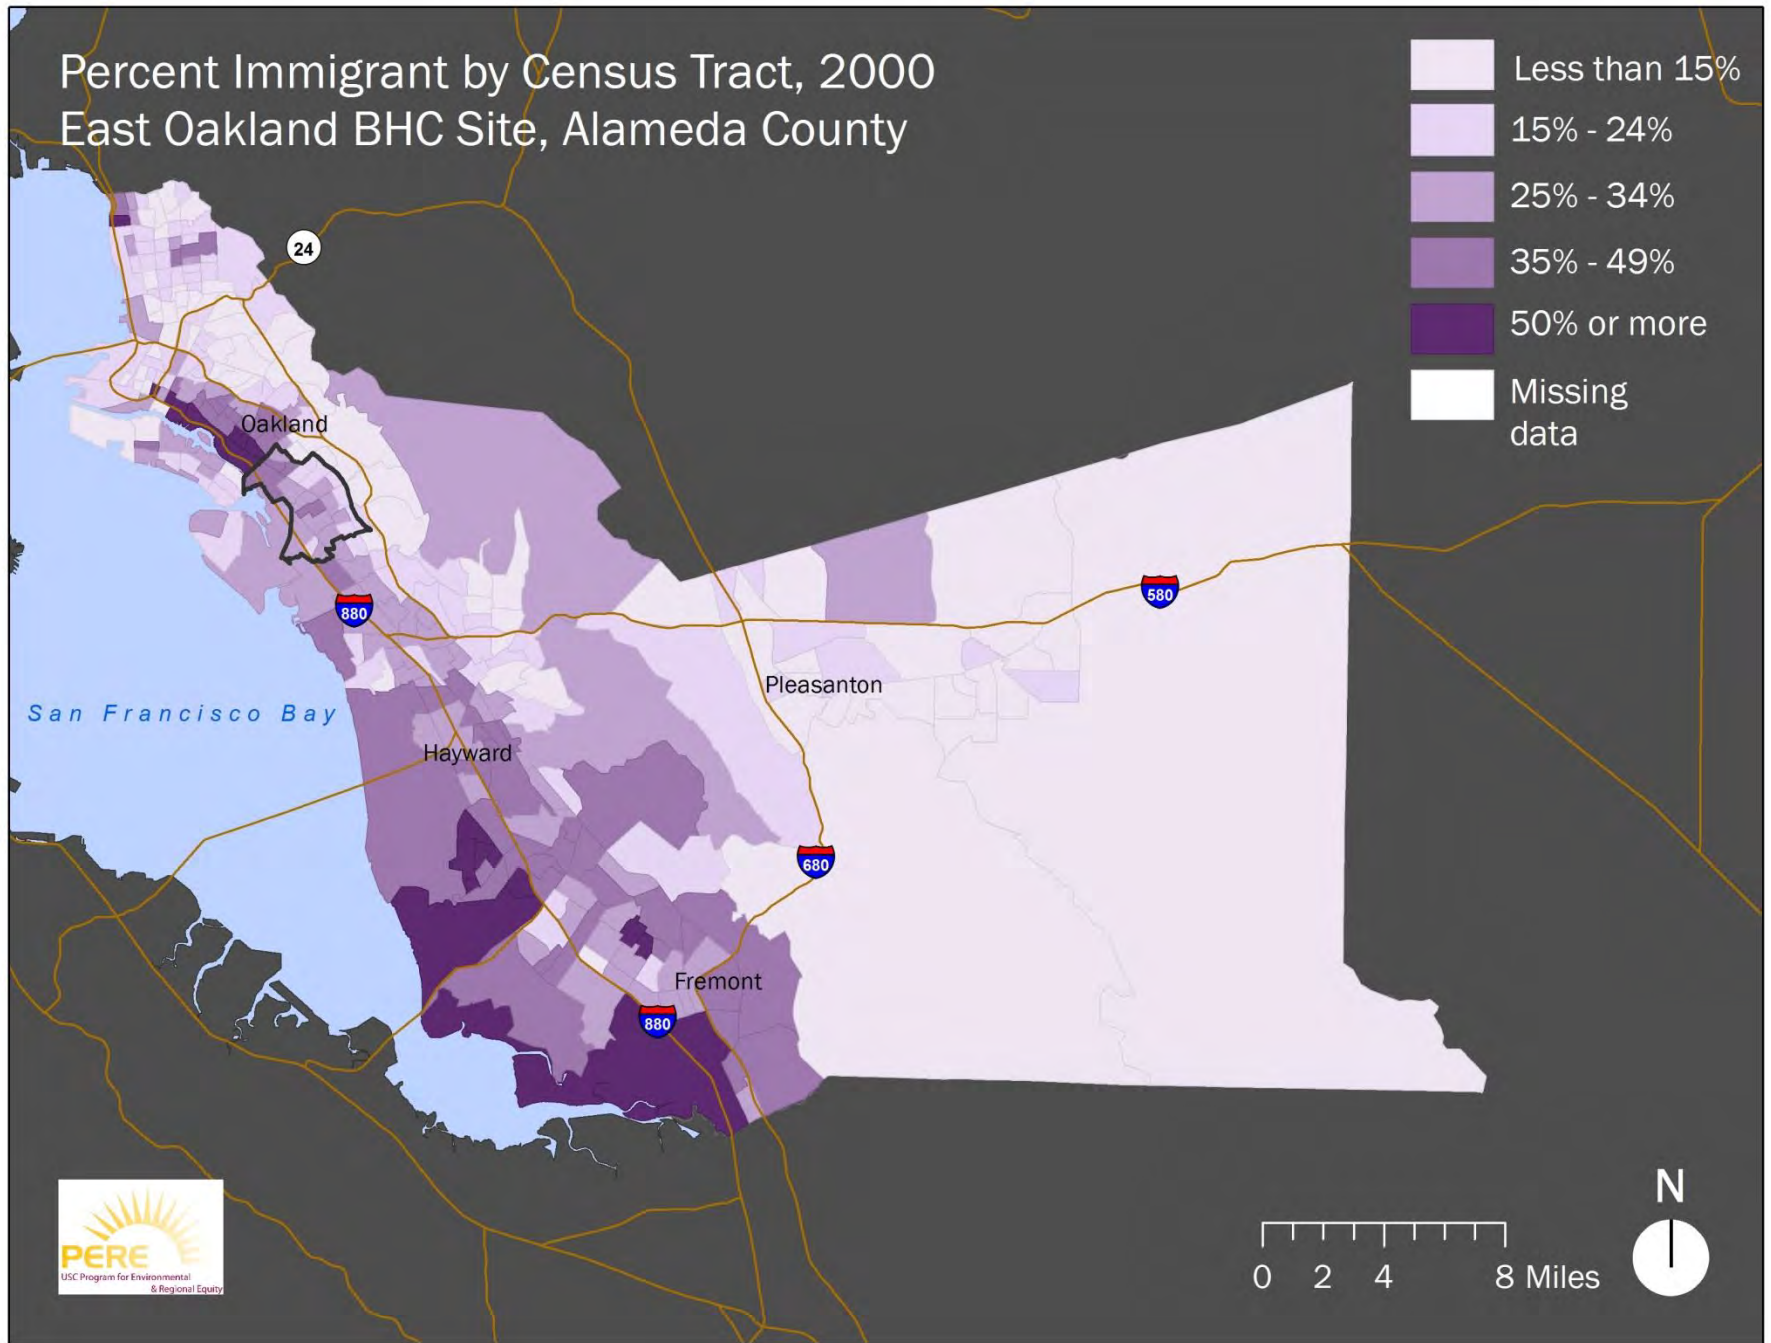 Percent Immigrant by Census Tract, 2000
East Oakland BHC Site, Alameda County
Less than 15%
15% - 24%
25% - 34%
35% - 49%
50% or more
Missing
data
24
Oakland
880
580
San Francisco Bay
Pleasanton
Hayward
680
Fremont
880
PERE
USC Program for Environmental
& Regional Equity
N
0 2 4 8 Miles